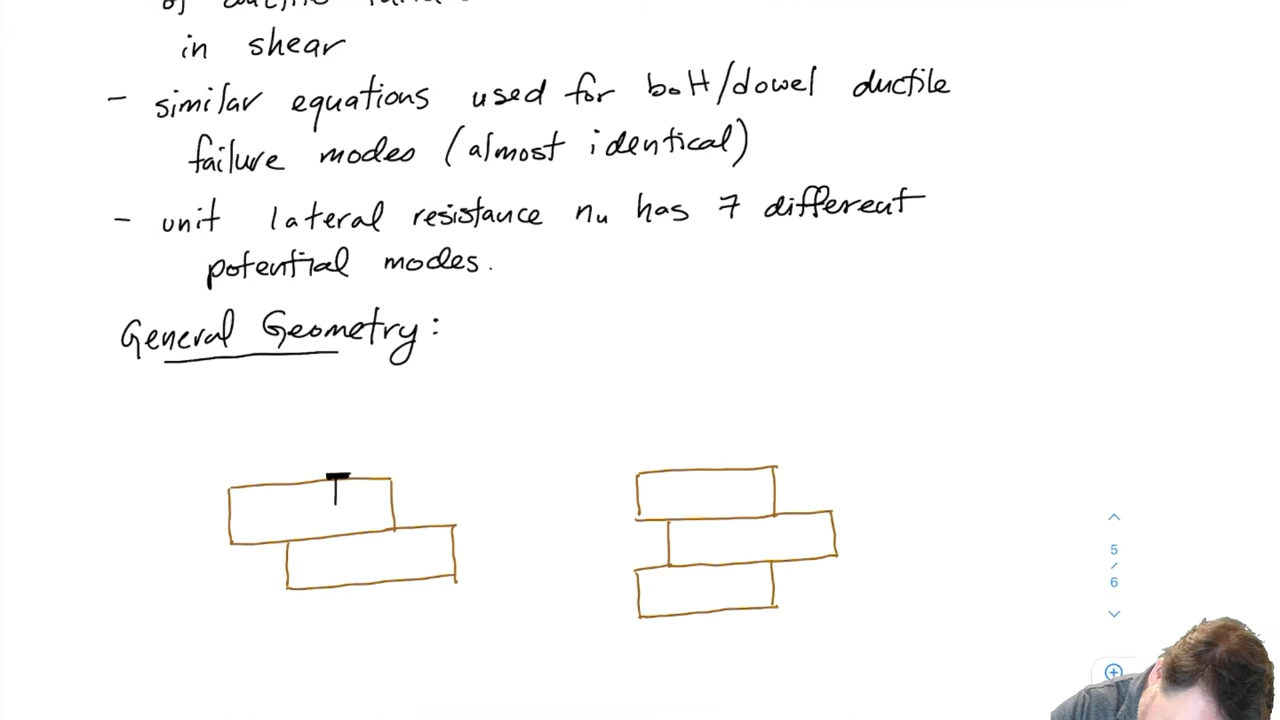 of
in shear
- similar equations used for bolt/dowel ductile
failure modes (almost identical)
- unit lateral resistance nu has 7 different
potential modes.
General Geometry:
5
/
6